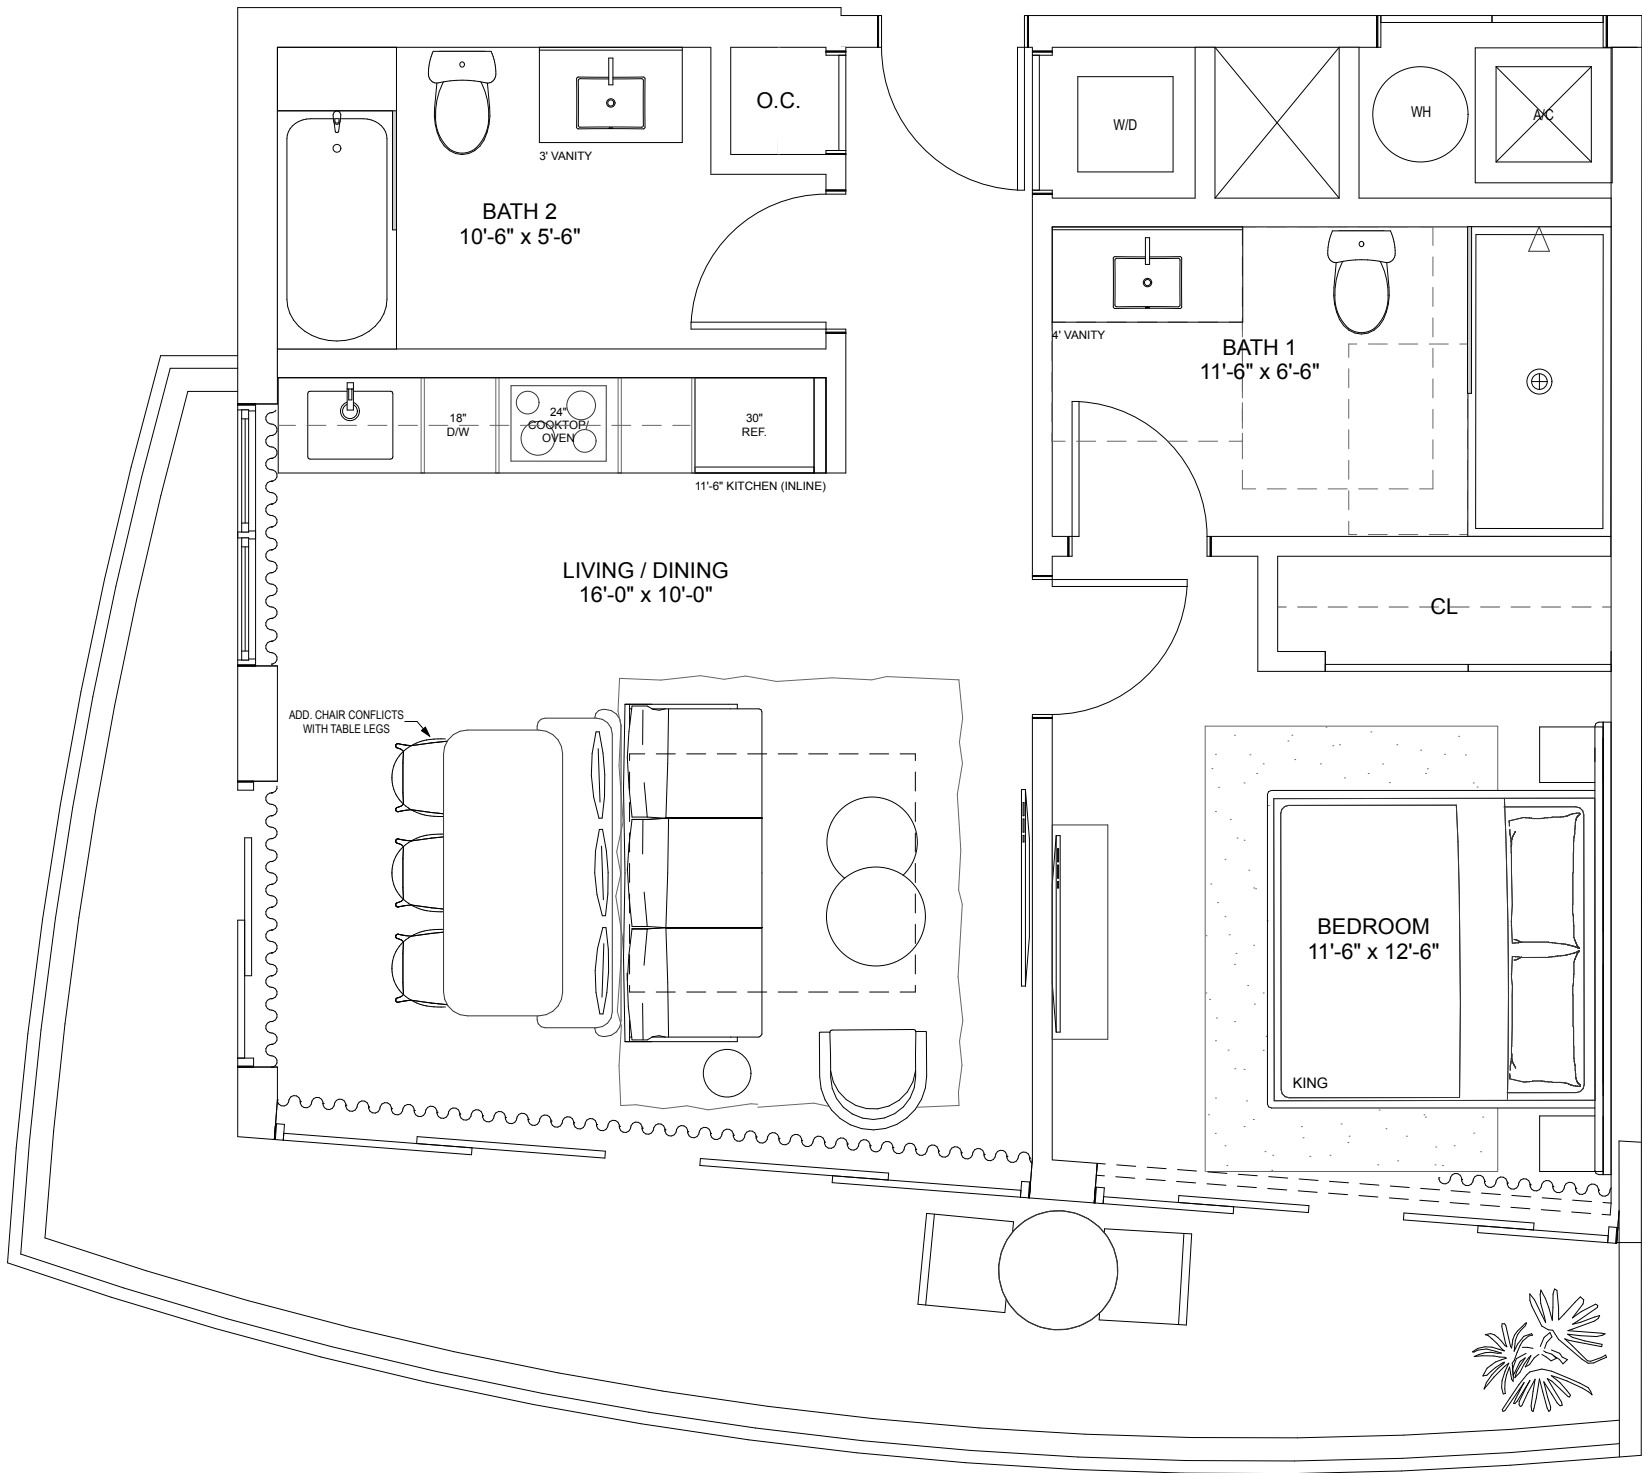 O.C.
W/D
WH
A/C
3' VANITY
BATH 2
10'-6" x 5'-6"
4' VANITY
BATH 1
11'-6" x 6'-6"
18"
D/W
24"
COOKTOP/
OVEN
30"
REF.
11'-6" KITCHEN (INLINE)
LIVING / DINING
16'-0" x 10'-0"
CL
ADD. CHAIR CONFLICTS
WITH TABLE LEGS
BEDROOM
11'-6" x 12'-6"
KING